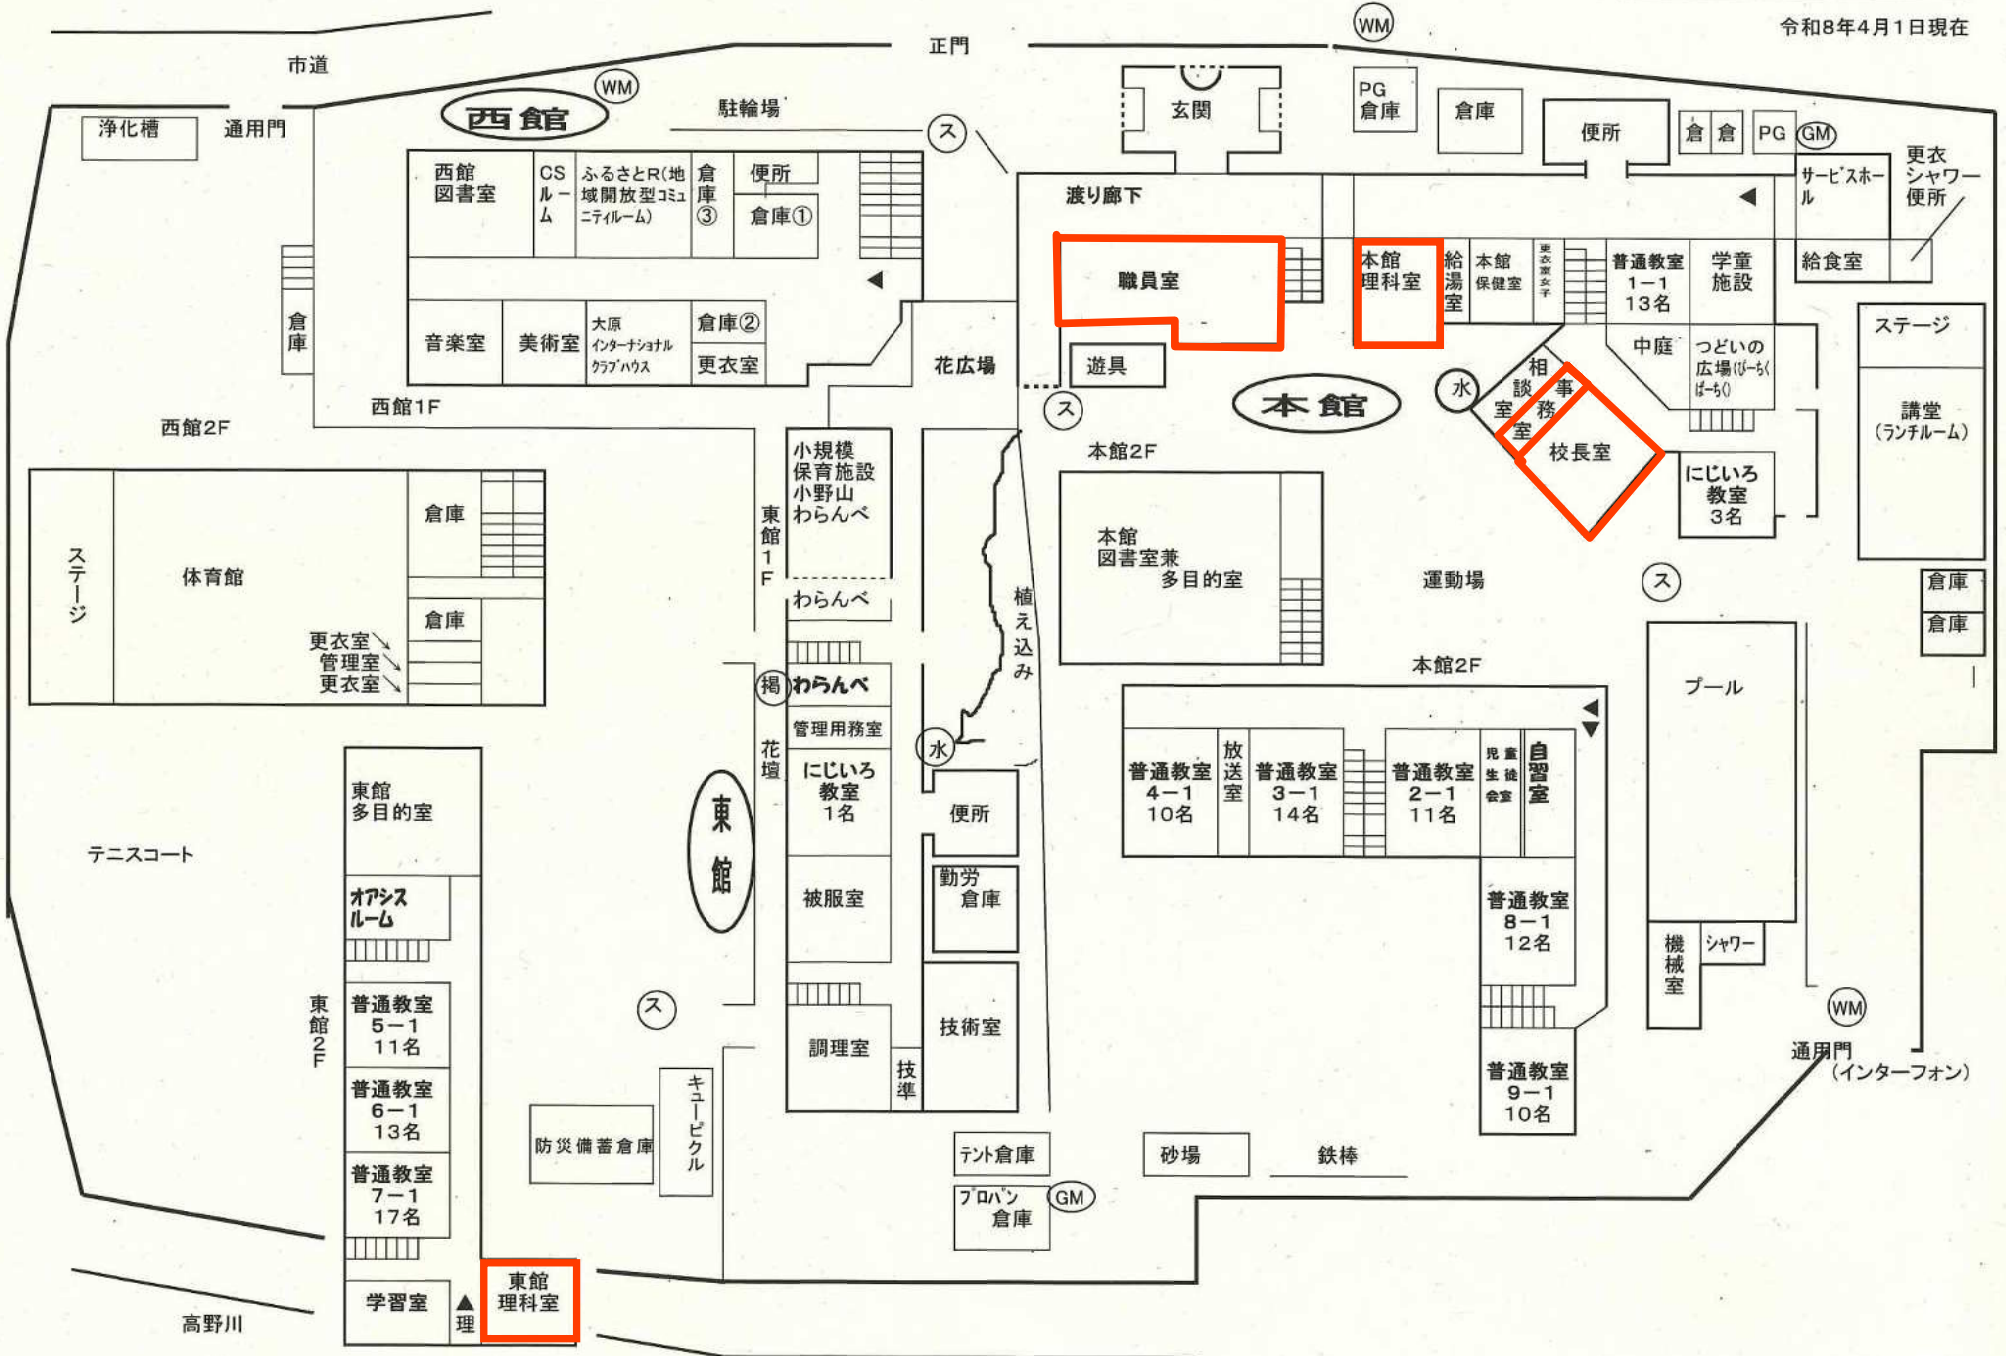 令和8年4月1日現在
正門
WM
市道
WM
西館
駐輪場
ス
浄化槽
通用門
玄関
PG
倉庫
倉庫
便所
倉
倉
PG
GM
更衣
シャワー
便所
サービスホー
ル
給食室
西館
図書室
CS
ルー
ム
ふるさとR(地
域開放型コミュ
ニティルーム)
倉
庫
③
便所
倉庫①
倉庫
音楽室
美術室
大原
インターナショナル
クラブハウス
倉庫②
更衣室
西館1F
西館2F
花広場
渡り廊下
職員室
本館
理科室
給
湯
室
本館
保健室
更
衣
室
女
子
普通教室
1-1
13名
学童
施設
遊具
ス
本館
水
相
談
室
事
務
室
校長室
中庭
つどいの
広場(びーちく
ぱーち)
にじいろ
教室
3名
ステージ
講堂
(ランチルーム)
倉庫
倉庫
ス
運動場
プール
機
械
室
シャワー
WM
通用門
(インターフォン)
本館2F
本館
図書室兼
多目的室
本館2F
普通教室
4-1
10名
放
送
室
普通教室
3-1
14名
普通教室
2-1
11名
児童
生徒
会室
自
習
室
普通教室
8-1
12名
普通教室
9-1
10名
ステージ
体育館
倉庫
倉庫
更衣室
管理室
更衣室
東
館
1
F
小規模
保育施設
小野山
わらんべ
わらんべ
掲
わらんべ
管理用務室
花
壇
にじいろ
教室
1名
被服室
調理室
技
準
植
え
込
み
水
便所
勤労
倉庫
技術室
東
館
東館
多目的室
オアシス
ルーム
テニスコート
東
館
2
F
普通教室
5-1
11名
普通教室
6-1
13名
普通教室
7-1
17名
学習室
理
東館
理科室
高野川
ス
キュービクル
防災備蓄倉庫
テント倉庫
プロパン
倉庫
GM
砂場
鉄棒